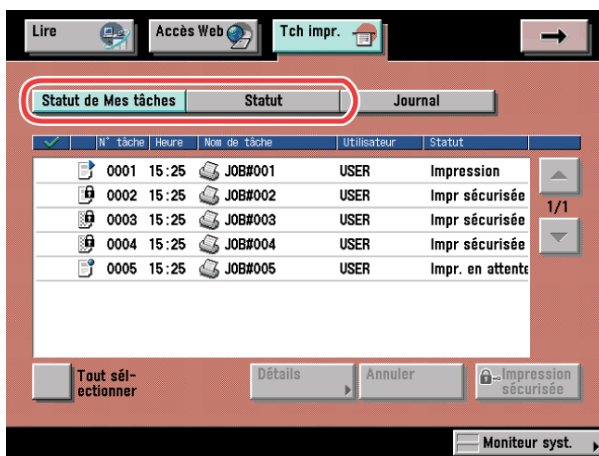 Lire Accès Web Tch impr.
Statut de Mes tâches Statut Journal
N° tâche Heure Nom de tâche Utilisateur Statut
0001 15:25 JOB#001 USER Impression
0002 15:25 JOB#002 USER Impr sécurisée
0003 15:25 JOB#003 USER Impr sécurisée
0004 15:25 JOB#004 USER Impr sécurisée
0005 15:25 JOB#005 USER Impr. en attente
1/1
Tout sél-
ectionner
Détails Annuler Impression
sécurisée
Moniteur syst.